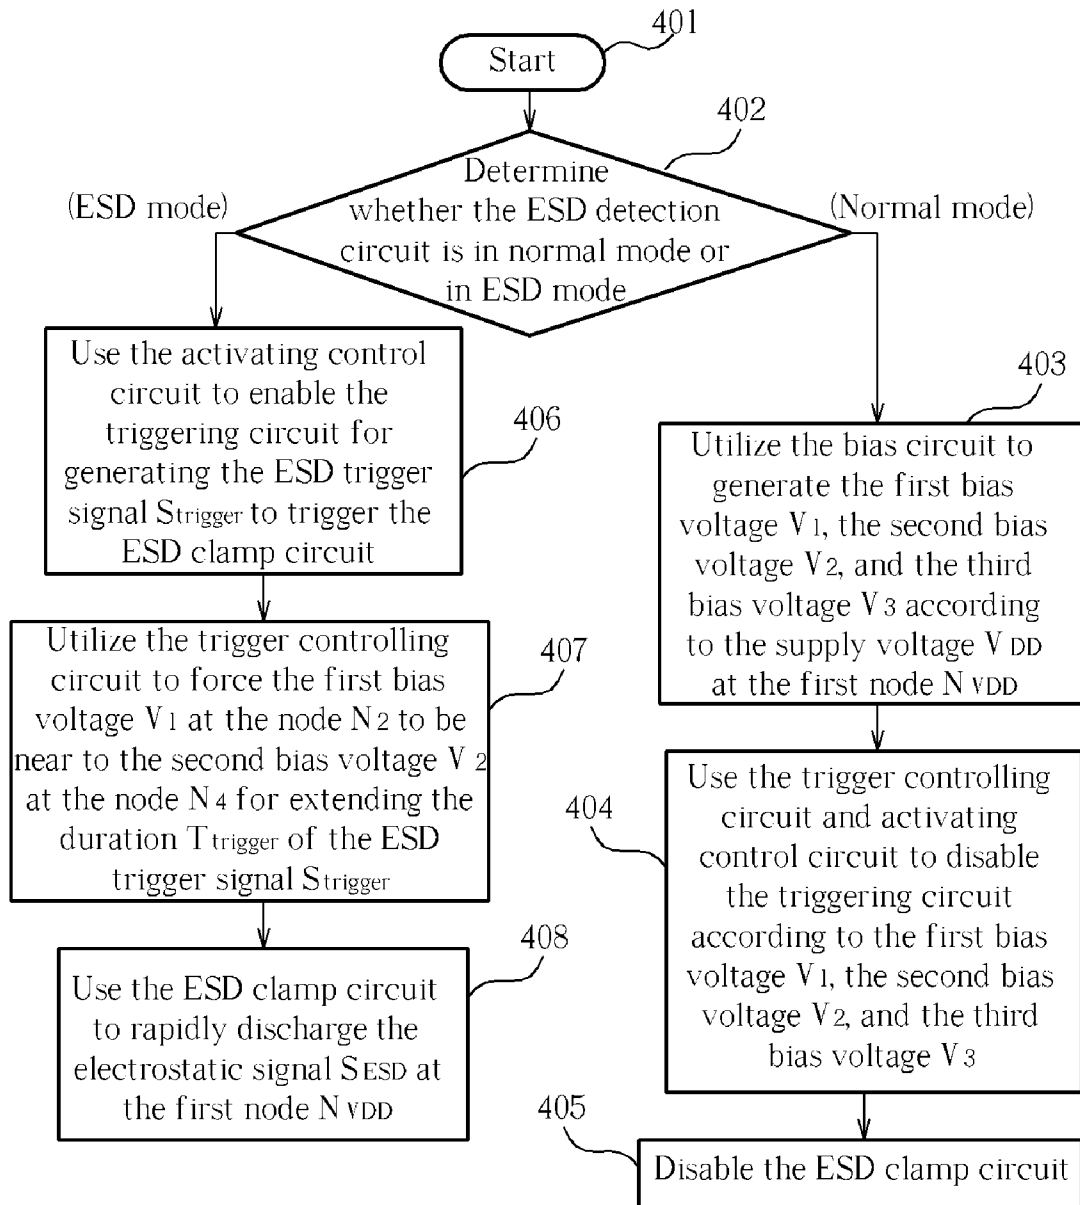 401
Start
402
Determine
whether the ESD detection
circuit is in normal mode or
in ESD mode
(ESD mode)
(Normal mode)
Use the activating control
circuit to enable the
triggering circuit for
generating the ESD trigger
signal Strigger to trigger the
ESD clamp circuit
406
Utilize the trigger controlling
circuit to force the first bias
voltage V1 at the node N2 to be
near to the second bias voltage V2
at the node N4 for extending the
duration Ttrigger of the ESD
trigger signal Strigger
407
Use the ESD clamp circuit
to rapidly discharge the
electrostatic signal SESD at
the first node NVDD
408
403
Utilize the bias circuit to
generate the first bias
voltage V1, the second bias
voltage V2, and the third
bias voltage V3 according
to the supply voltage VDD
at the first node NVDD
404
Use the trigger controlling
circuit and activating
control circuit to disable
the triggering circuit
according to the first bias
voltage V1, the second bias
voltage V2, and the third
bias voltage V3
405
Disable the ESD clamp circuit